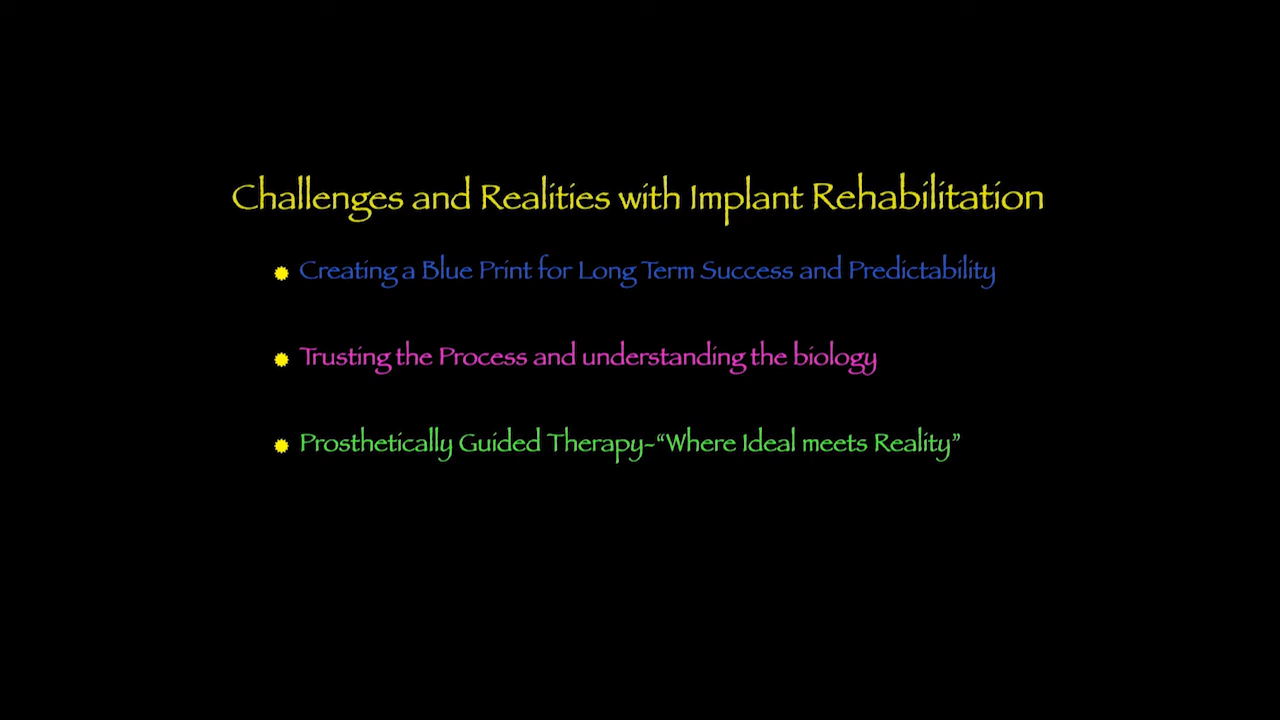 Challenges and Realities with Implant Rehabilitation
Creating a Blue Print for Long Term Success and Predictability
Trusting the Process and understanding the biology
Prosthetically Guided Therapy-“Where Ideal meets Reality”